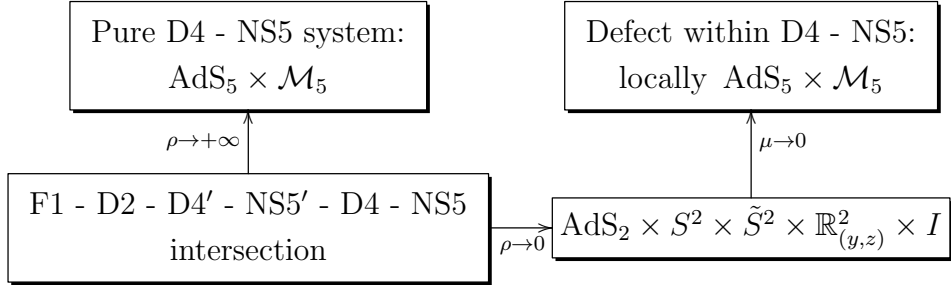 Pure D4 - NS5 system:
AdS₅ × ℳ₅
Defect within D4 - NS5:
locally AdS₅ × ℳ₅
ρ→+∞
μ→0
F1 - D2 - D4′ - NS5′ - D4 - NS5
intersection
ρ→0
AdS₂ × S² × S̃² × ℝ²₍y,z₎ × I